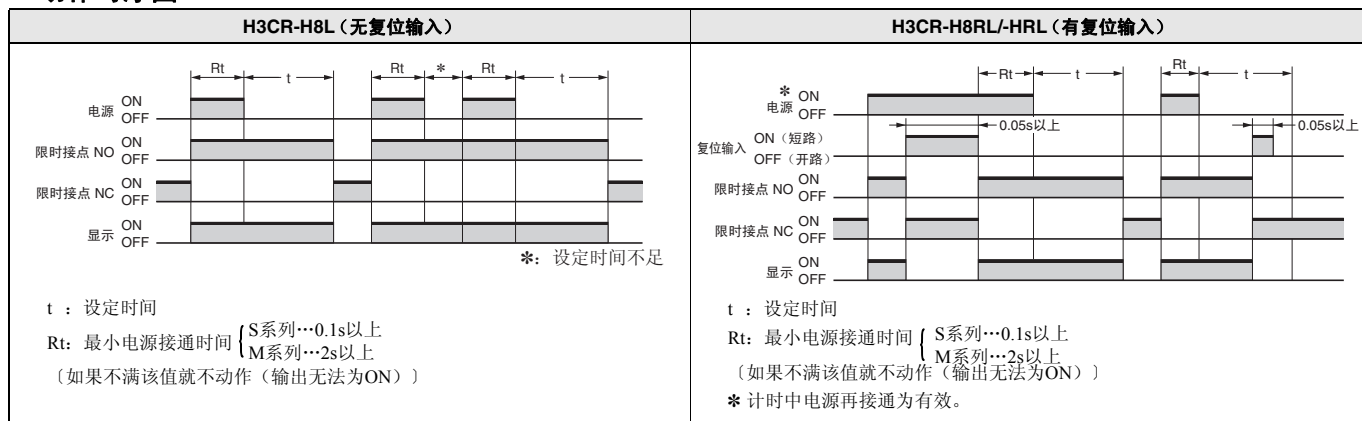 H3CR-H8L（无复位输入）
Rt t Rt * Rt t
电源 ON
OFF
限时接点 NO ON
OFF
限时接点 NC ON
OFF
显示 ON
OFF
*：设定时间不足
t ：设定时间
Rt：最小电源接通时间 { S系列…0.1s以上
M系列…2s以上
〔如果不满该值就不动作（输出无法为ON）〕
H3CR-H8RL/-HRL（有复位输入）
Rt t Rt t
* 电源 ON
OFF
0.05s以上 0.05s以上
复位输入 ON（短路）
OFF（开路）
限时接点 NO ON
OFF
限时接点 NC ON
OFF
显示 ON
OFF
t ：设定时间
Rt：最小电源接通时间 { S系列…0.1s以上
M系列…2s以上
〔如果不满该值就不动作（输出无法为ON）〕
* 计时中电源再接通为有效。